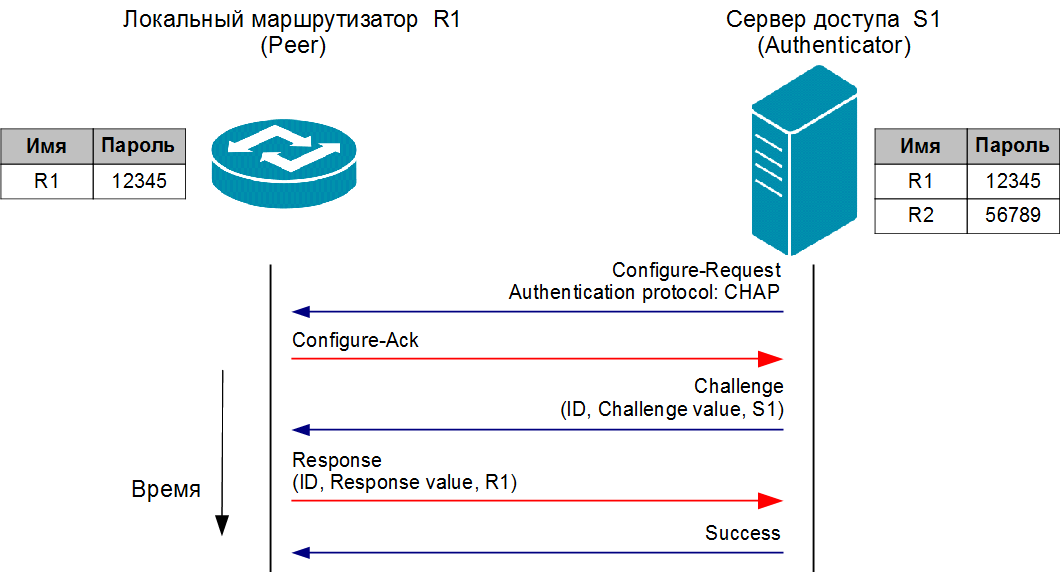 Локальный маршрутизатор R1
(Peer)
Сервер доступа S1
(Authenticator)
Имя Пароль
R1 12345
Имя Пароль
R1 12345
R2 56789
Configure-Request
Authentication protocol: CHAP
Configure-Ack
Challenge
(ID, Challenge value, S1)
Response
(ID, Response value, R1)
Время
Success